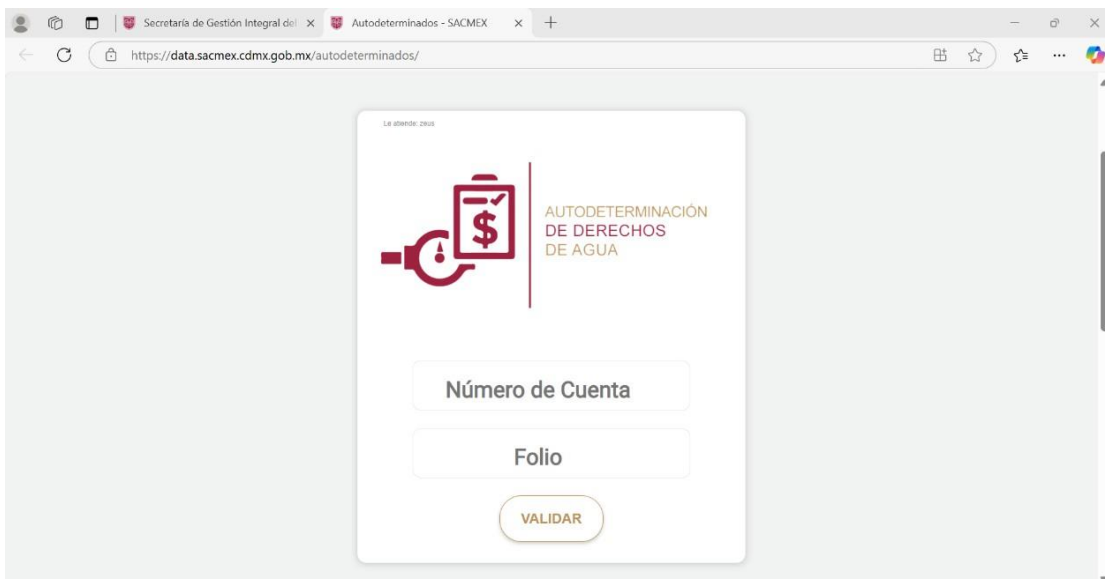 Secretaría de Gestión Integral del
Autodeterminados - SACMEX
https://data.sacmex.cdmx.gob.mx/autodeterminados/
Le atiende: zeus
$
AUTODETERMINACIÓN
DE DERECHOS
DE AGUA
Número de Cuenta
Folio
VALIDAR